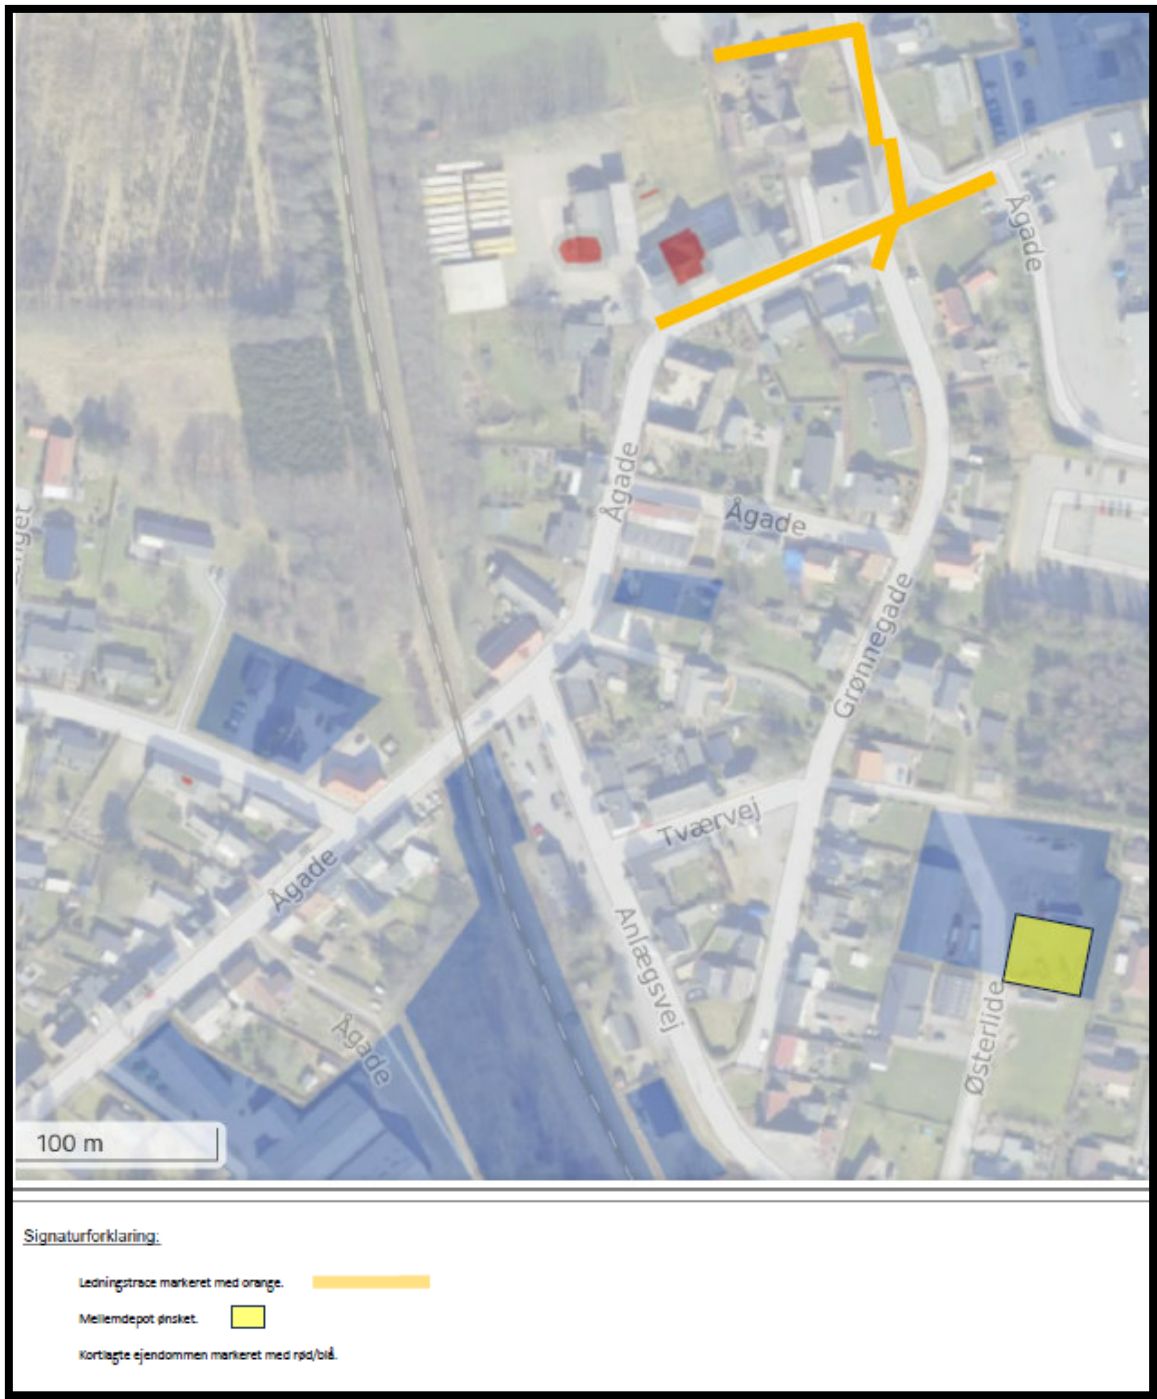 Ågade
Ågade
Ågade
Grønnegade
Tværvej
Ågade
Anlægsvej
Østerlide
Ågade
100 m
Signaturforklaring:
Ledningstrace markeret med orange.
Mellemdepot ønsket.
Kortlagte ejendommen markeret med rød/blå.